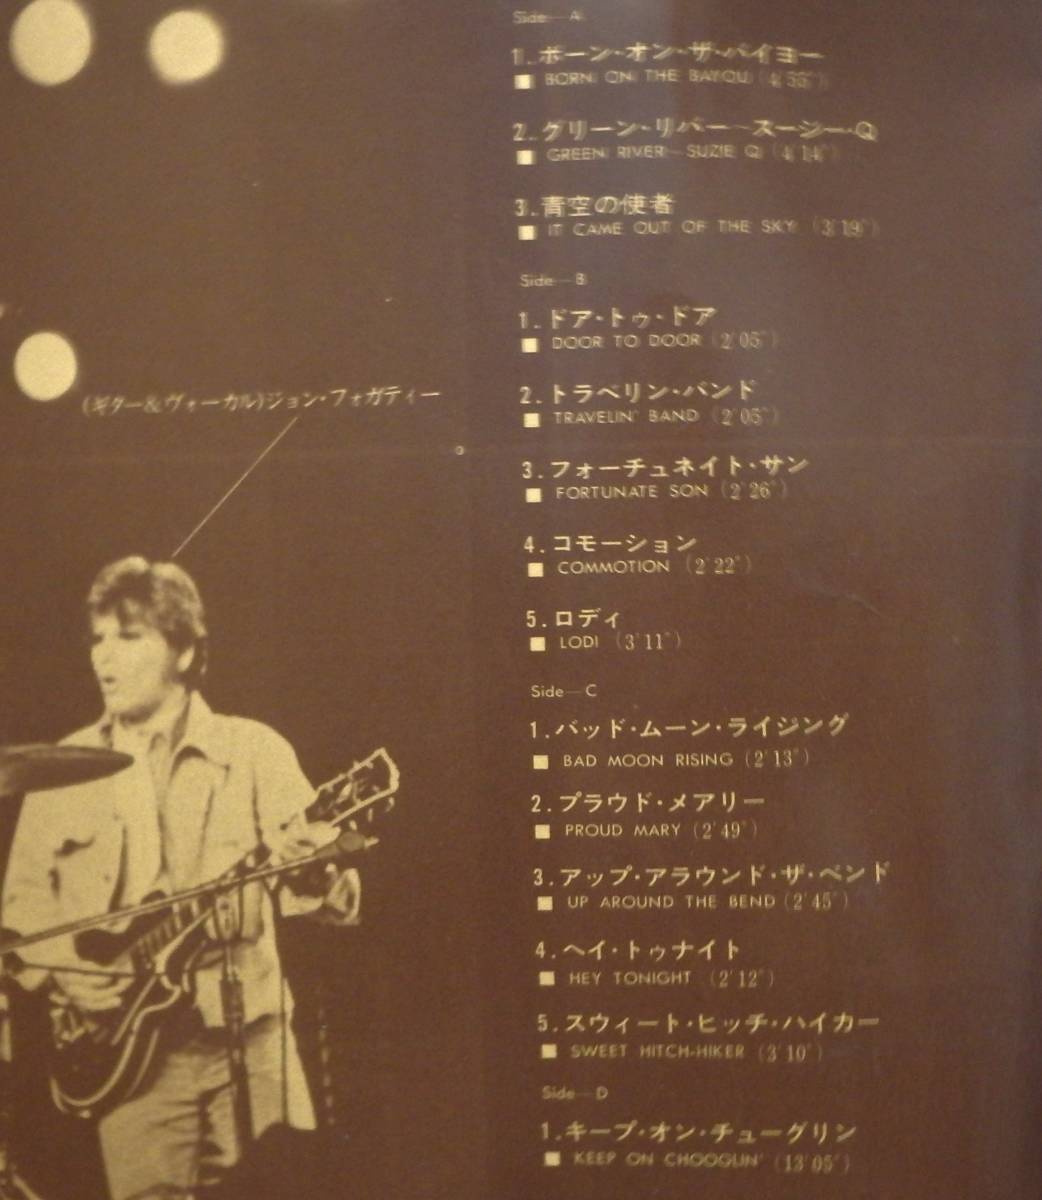 Side—A
1.ボーン・オン・ザ・バイヨー
BORN ON THE BAYOU (4'55")
2.グリーン・リバー—スージー・Q
GREEN RIVER—SUZIE Q (4'14")
3.青空の使者
IT CAME OUT OF THE SKY (3'19")
Side—B
1.ドア・トゥ・ドア
DOOR TO DOOR (2'05")
2.トラベリン・バンド
TRAVELIN' BAND (2'05")
3.フォーチュネイト・サン
FORTUNATE SON (2'26")
4.コモーション
COMMOTION (2'22")
5.ロディ
LODI (3'11")
Side—C
1.バッド・ムーン・ライジング
BAD MOON RISING (2'13")
2.プラウド・メアリー
PROUD MARY (2'49")
3.アップ・アラウンド・ザ・ベンド
UP AROUND THE BEND (2'45")
4.ヘイ・トゥナイト
HEY TONIGHT (2'12")
5.スウィート・ヒッチ・ハイカー
SWEET HITCH-HIKER (3'10")
Side—D
1.キープ・オン・チューグリン
KEEP ON CHOOGLIN' (13'05")
(ギター&ヴォーカル)ジョン・フォガティー